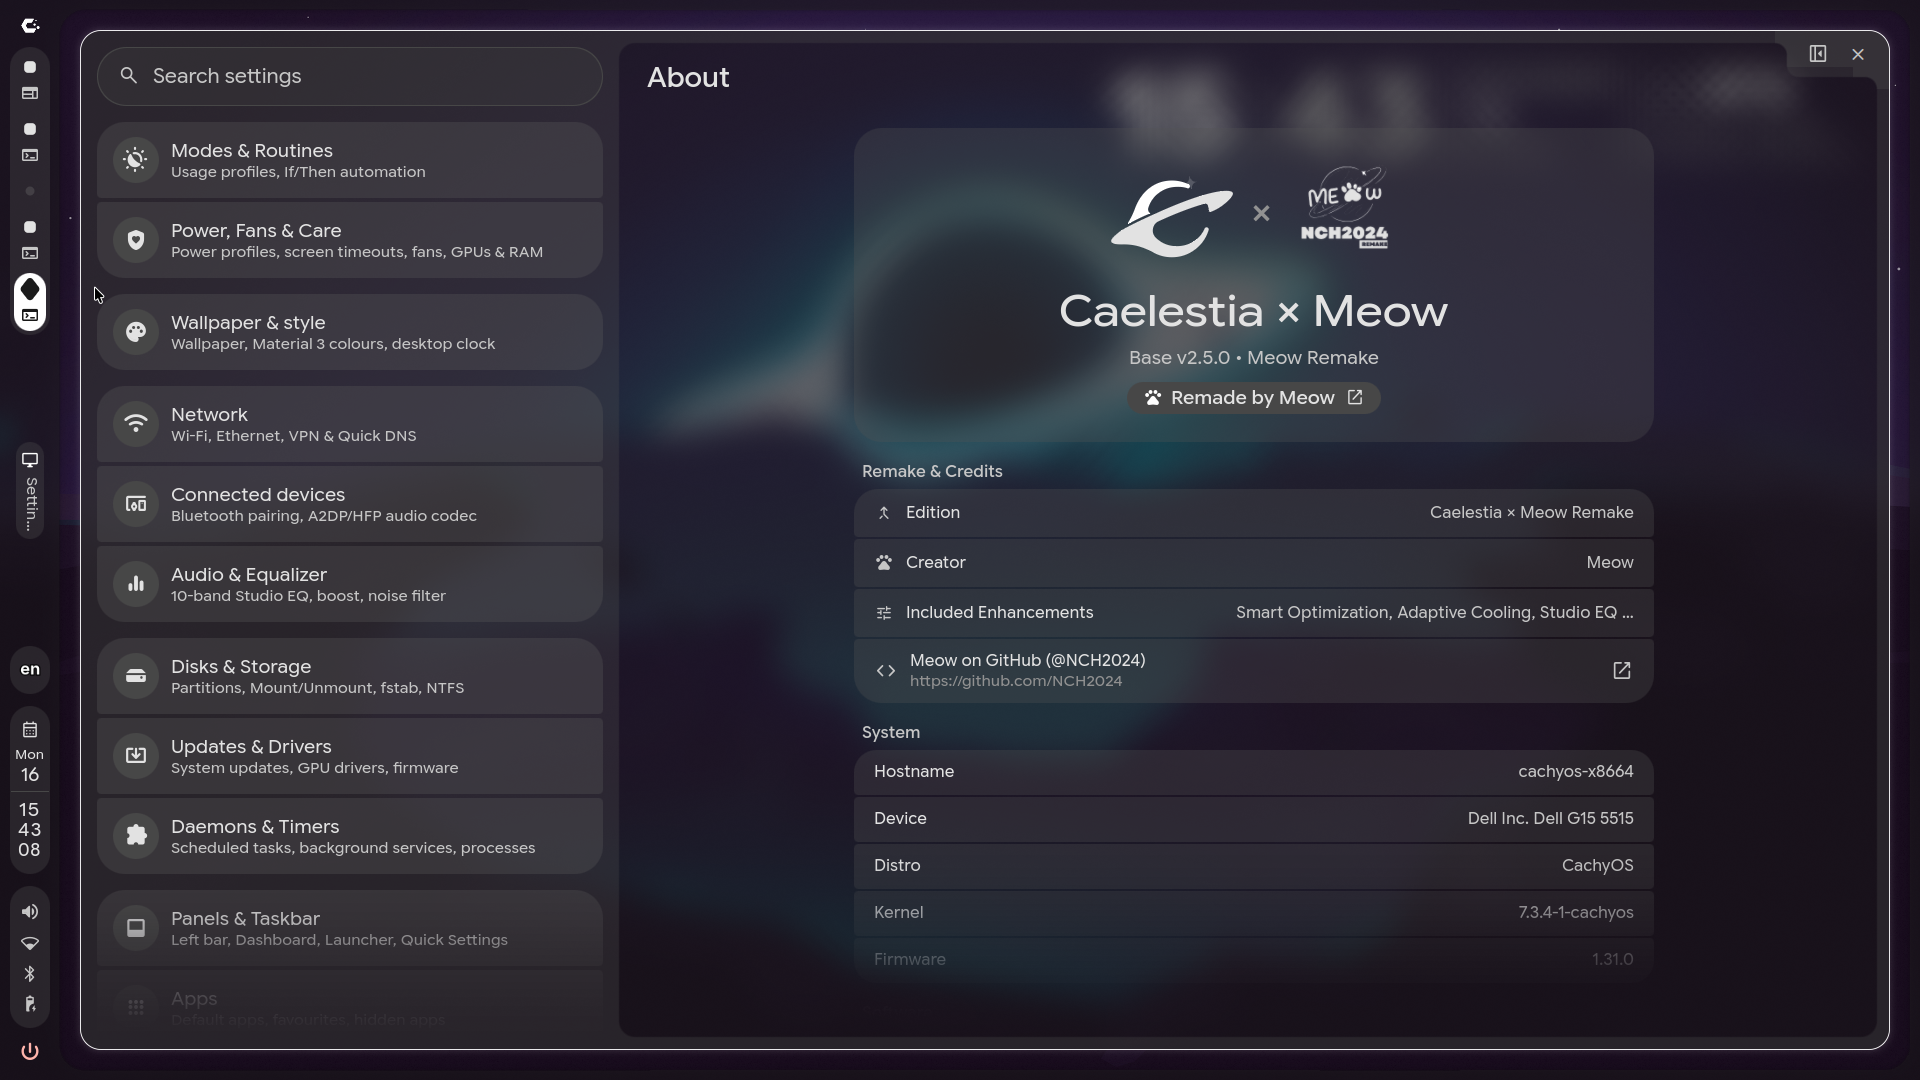 Search settings
Modes & Routines
Usage profiles, If/Then automation
Power, Fans & Care
Power profiles, screen timeouts, fans, GPUs & RAM
Wallpaper & style
Wallpaper, Material 3 colours, desktop clock
Network
Wi-Fi, Ethernet, VPN & Quick DNS
Connected devices
Bluetooth pairing, A2DP/HFP audio codec
Audio & Equalizer
10-band Studio EQ, boost, noise filter
Disks & Storage
Partitions, Mount/Unmount, fstab, NTFS
Updates & Drivers
System updates, GPU drivers, firmware
Daemons & Timers
Scheduled tasks, background services, processes
Panels & Taskbar
Left bar, Dashboard, Launcher, Quick Settings
Apps
Default apps, favourites, hidden apps
Settin...
en
Mon
16
15
43
08
About
MEOW
NCH2024
REMAKE
Caelestia × Meow
Base v2.5.0 • Meow Remake
Remade by Meow
Remake & Credits
Edition Caelestia × Meow Remake
Creator Meow
Included Enhancements Smart Optimization, Adaptive Cooling, Studio EQ ...
Meow on GitHub (@NCH2024)
https://github.com/NCH2024
System
Hostname cachyos-x8664
Device Dell Inc. Dell G15 5515
Distro CachyOS
Kernel 7.3.4-1-cachyos
Firmware 1.31.0